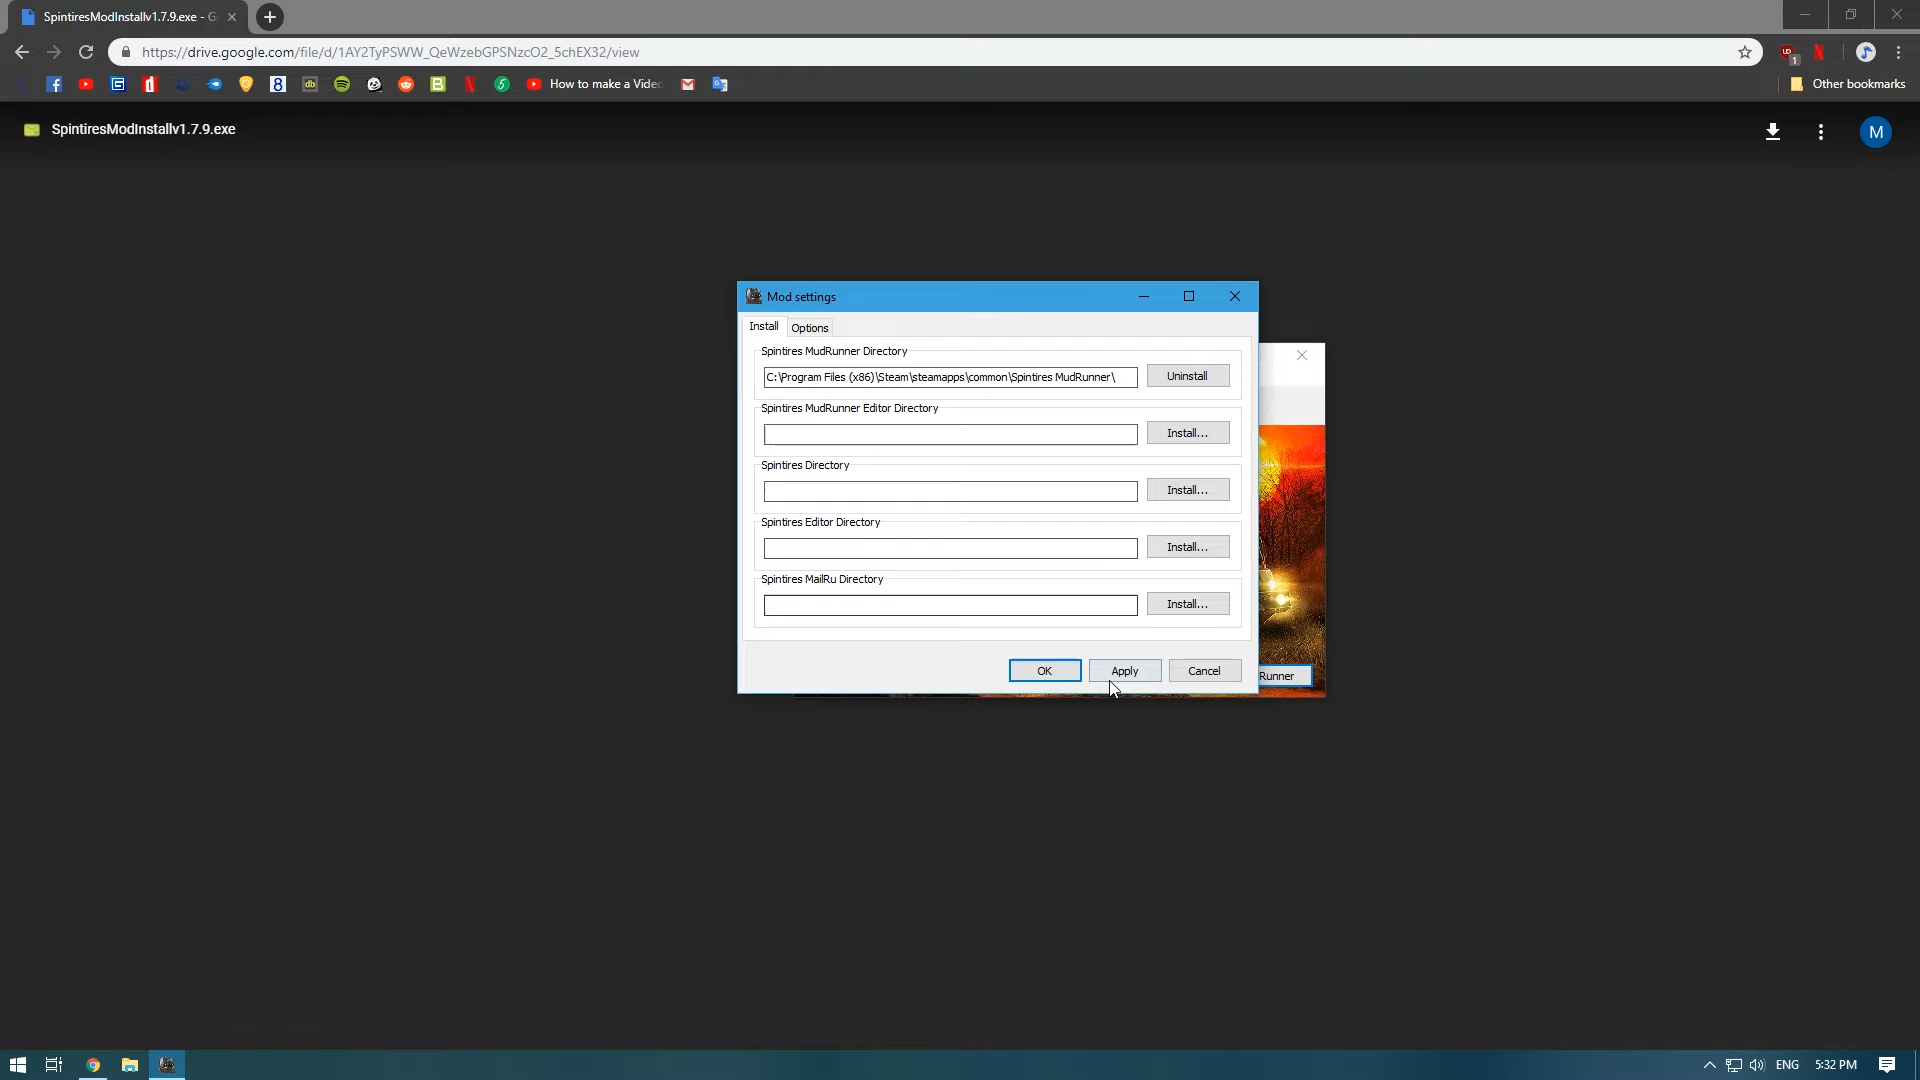 SpintiresModInstallv1.7.9.exe - G
https://drive.google.com/file/d/1AY2TyPSWW_QeWzebGPSNzcO2_5chEX32/view
How to make a Vide
Other bookmarks
SpintiresModInstallv1.7.9.exe
M
Mod settings
Install
Options
Spintires MudRunner Directory
C:\Program Files (x86)\Steam\steamapps\common\Spintires MudRunner\
Uninstall
Spintires MudRunner Editor Directory
Install...
Spintires Directory
Install...
Spintires Editor Directory
Install...
Spintires MailRu Directory
Install...
OK
Apply
Cancel
Runner
ENG
5:32 PM